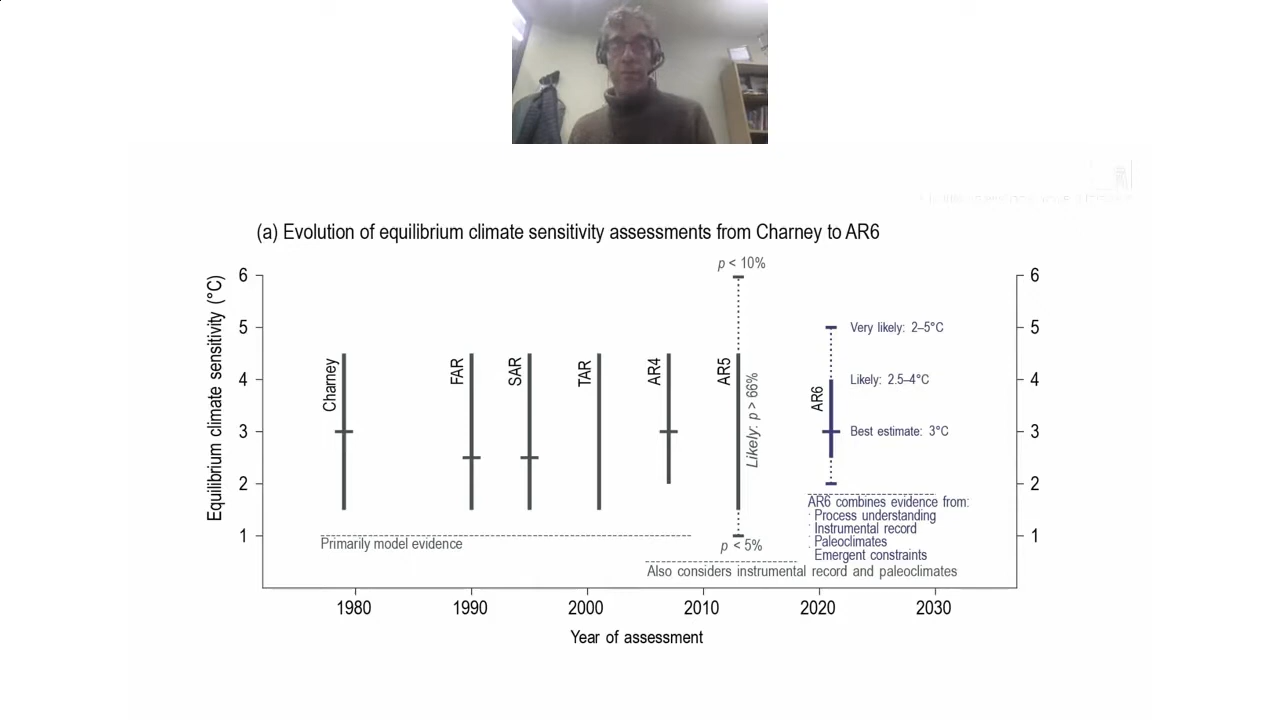 (a) Evolution of equilibrium climate sensitivity assessments from Charney to AR6
Equilibrium climate sensitivity (°C)
6
5
4
3
2
1
Charney
FAR
SAR
TAR
AR4
AR5
p < 10%
Likely: p > 66%
p < 5%
AR6
Very likely: 2–5°C
Likely: 2.5–4°C
Best estimate: 3°C
AR6 combines evidence from:
Process understanding
Instrumental record
Paleoclimates
Emergent constraints
Primarily model evidence
Also considers instrumental record and paleoclimates
6
5
4
3
2
1
1980
1990
2000
2010
2020
2030
Year of assessment